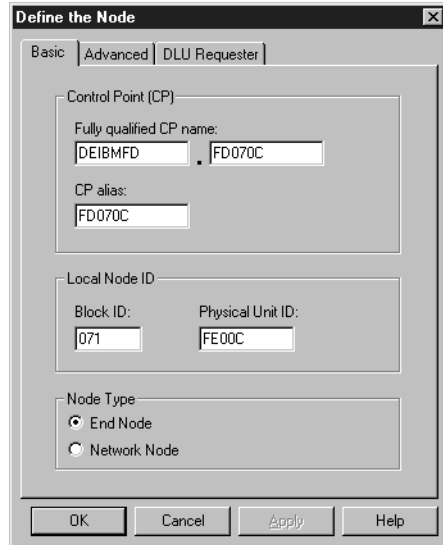 Define the Node
Basic Advanced DLU Requester
Control Point (CP)
Fully qualified CP name:
DEIBMFD . FD070C
CP alias:
FD070C
Local Node ID
Block ID: Physical Unit ID:
071 FE00C
Node Type
End Node
Network Node
OK Cancel Apply Help